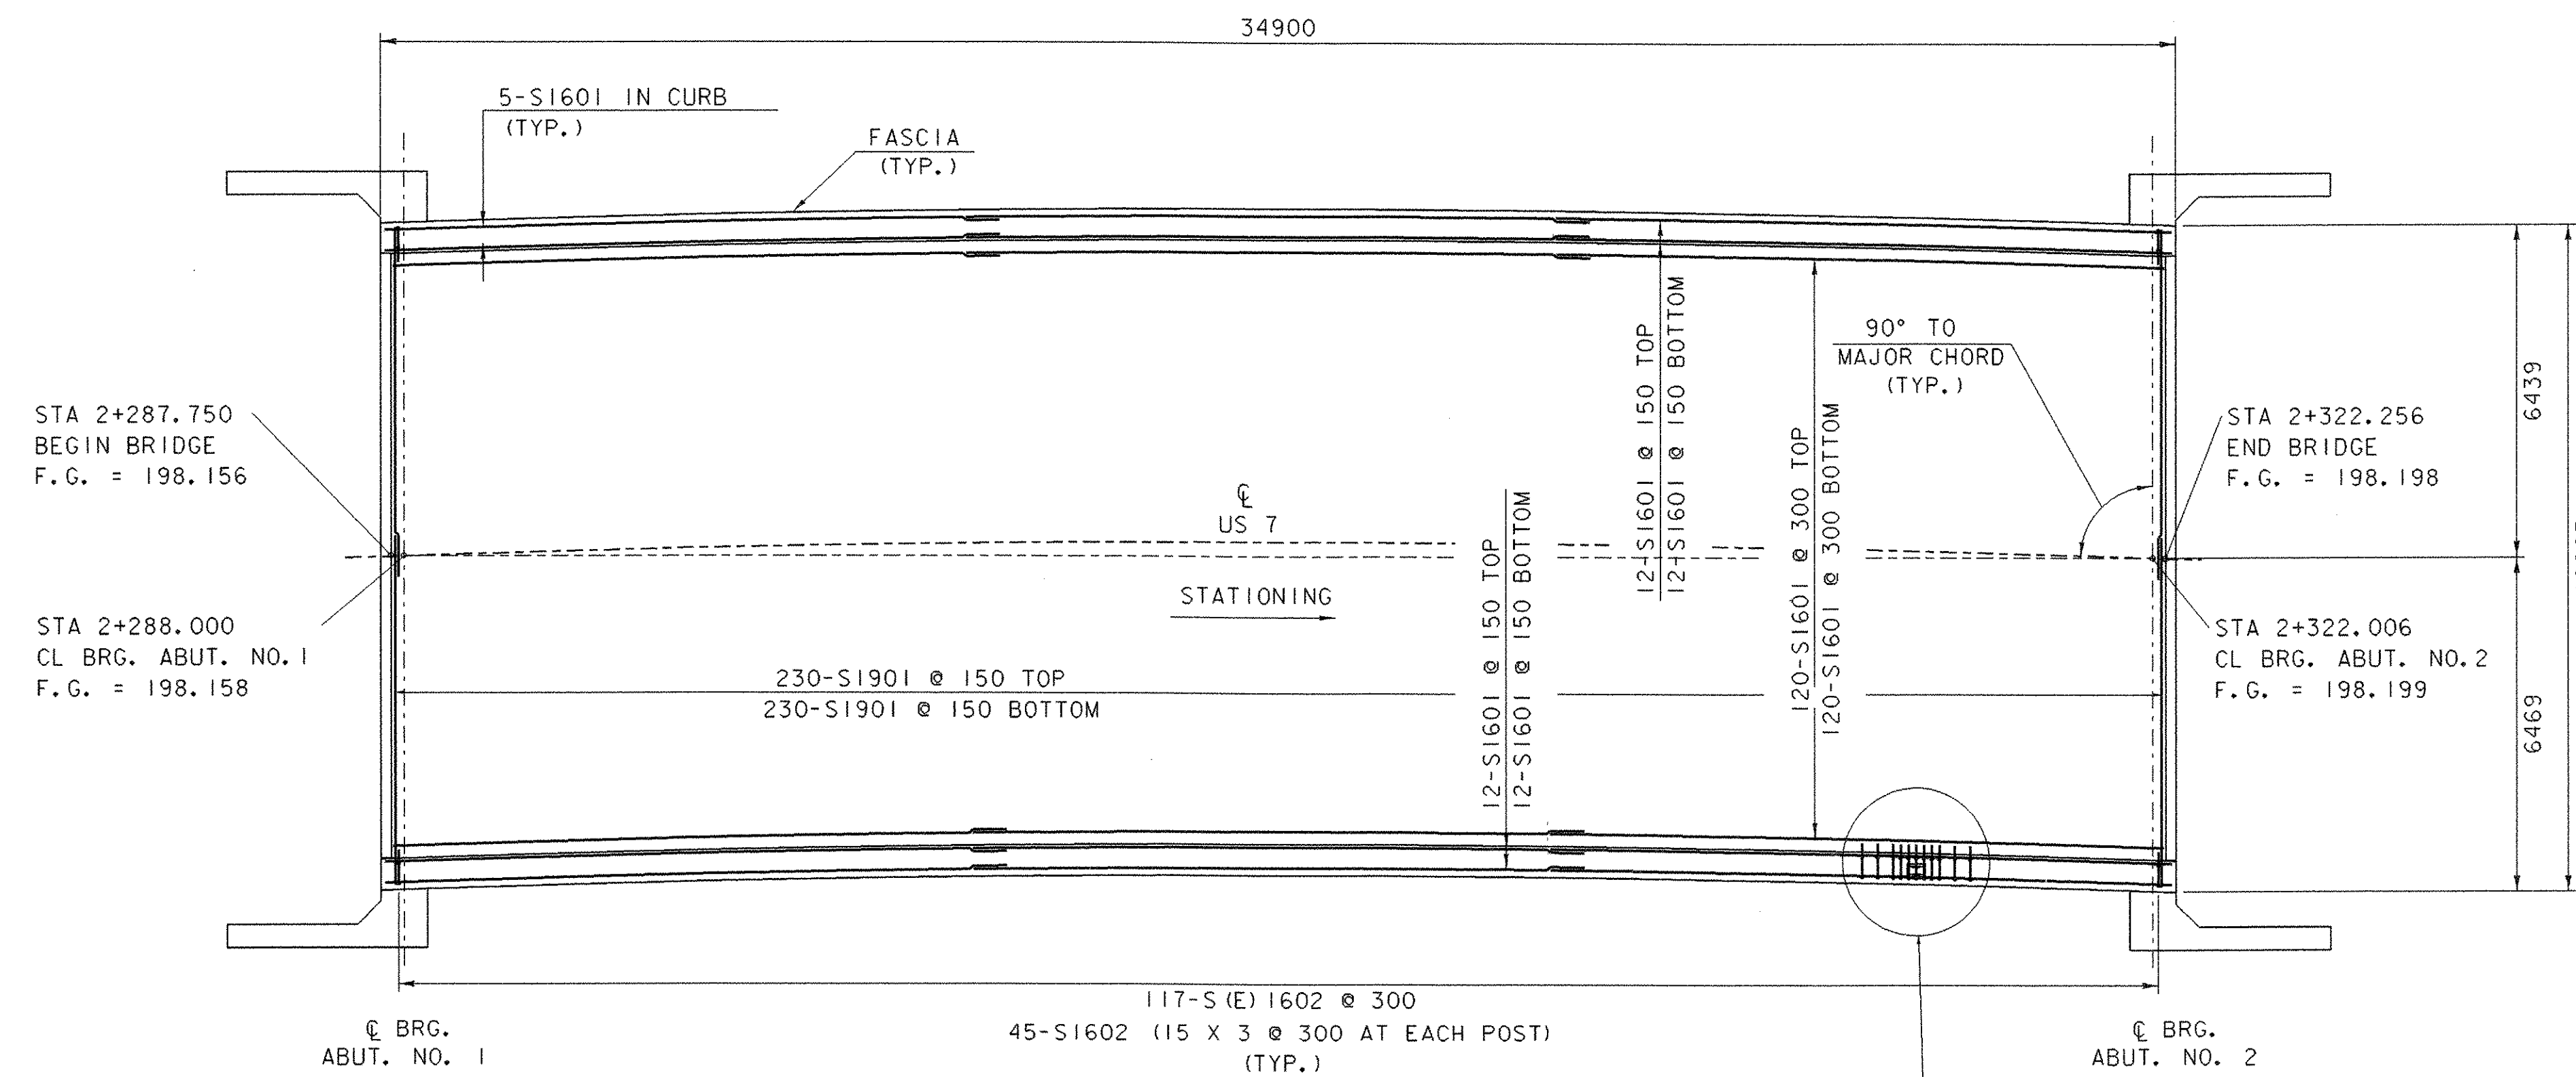 34900
5-S1601 IN CURB
(TYP.)
FASCIA
(TYP.)
90° TO
MAJOR CHORD
(TYP.)
12-S1601 @ 150 TOP
12-S1601 @ 150 BOTTOM
120-S1601 @ 300 TOP
120-S1601 @ 300 BOTTOM
12-S1601 @ 150 TOP
12-S1601 @ 150 BOTTOM
6439
6469
STA 2+287.750
BEGIN BRIDGE
F.G. = 198.156
STA 2+322.256
END BRIDGE
F.G. = 198.198
℄
US 7
STATIONING
STA 2+288.000
CL BRG. ABUT. NO.1
F.G. = 198.158
STA 2+322.006
CL BRG. ABUT. NO.2
F.G. = 198.199
230-S1901 @ 150 TOP
230-S1901 @ 150 BOTTOM
117-S(E)1602 @ 300
45-S1602 (15 X 3 @ 300 AT EACH POST)
(TYP.)
℄ BRG.
ABUT. NO. 1
℄ BRG.
ABUT. NO. 2